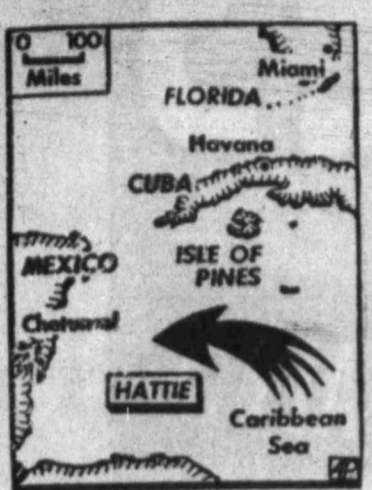 0 100
Miles
Miami
FLORIDA
Havana
CUBA
ISLE OF
PINES
MEXICO
Chetumal
HATTIE
Caribbean
Sea
AP